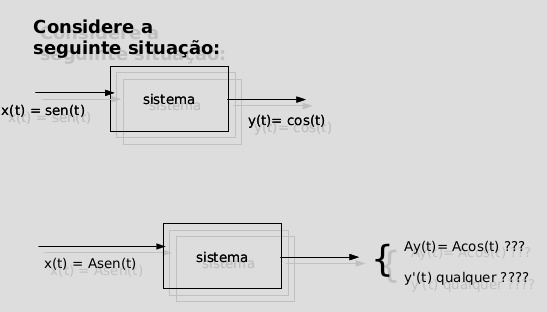 Considere a
seguinte situação:
sistema
x(t) = sen(t)
y(t)= cos(t)
sistema
Ay(t)= Acos(t) ???
x(t) = Asen(t)
{
y'(t) qualquer ????